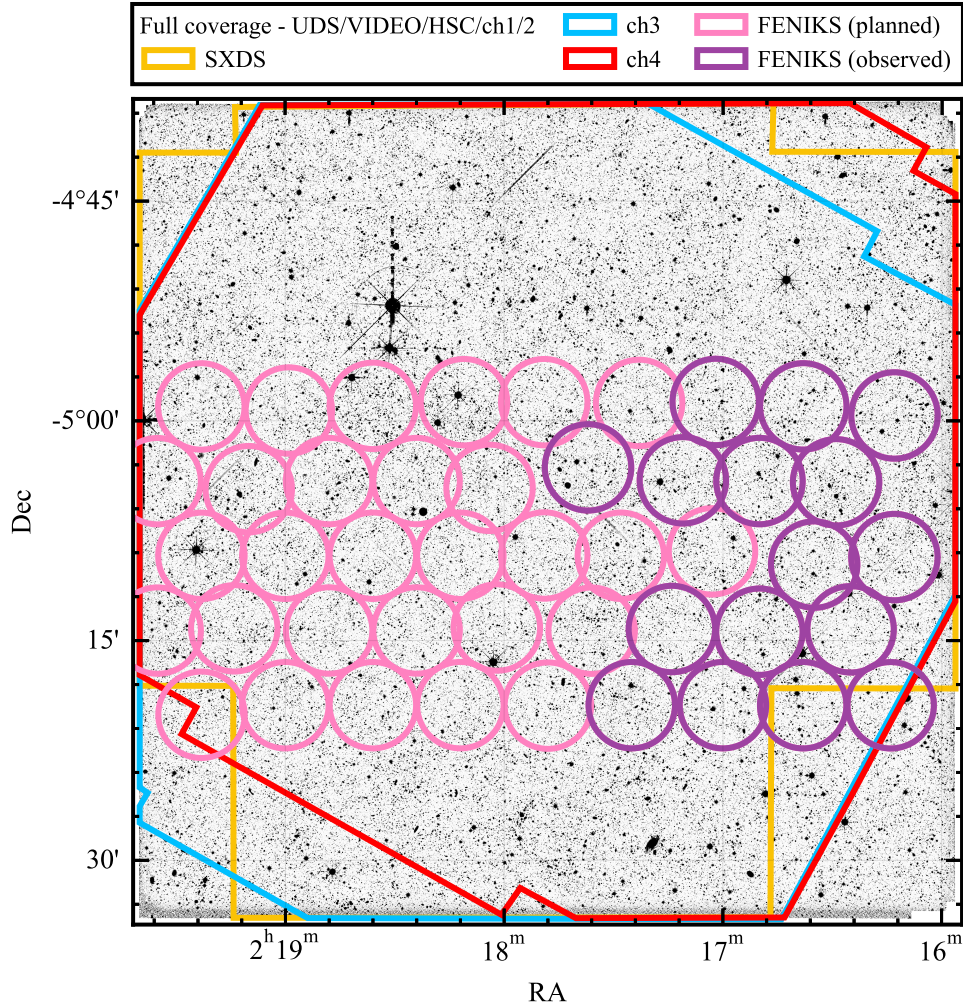 Full coverage - UDS/VIDEO/HSC/ch1/2
SXDS
ch3
ch4
FENIKS (planned)
FENIKS (observed)
-4°45'
-5°00'
15'
30'
Dec
2ʰ19ᵐ
18ᵐ
17ᵐ
16ᵐ
RA